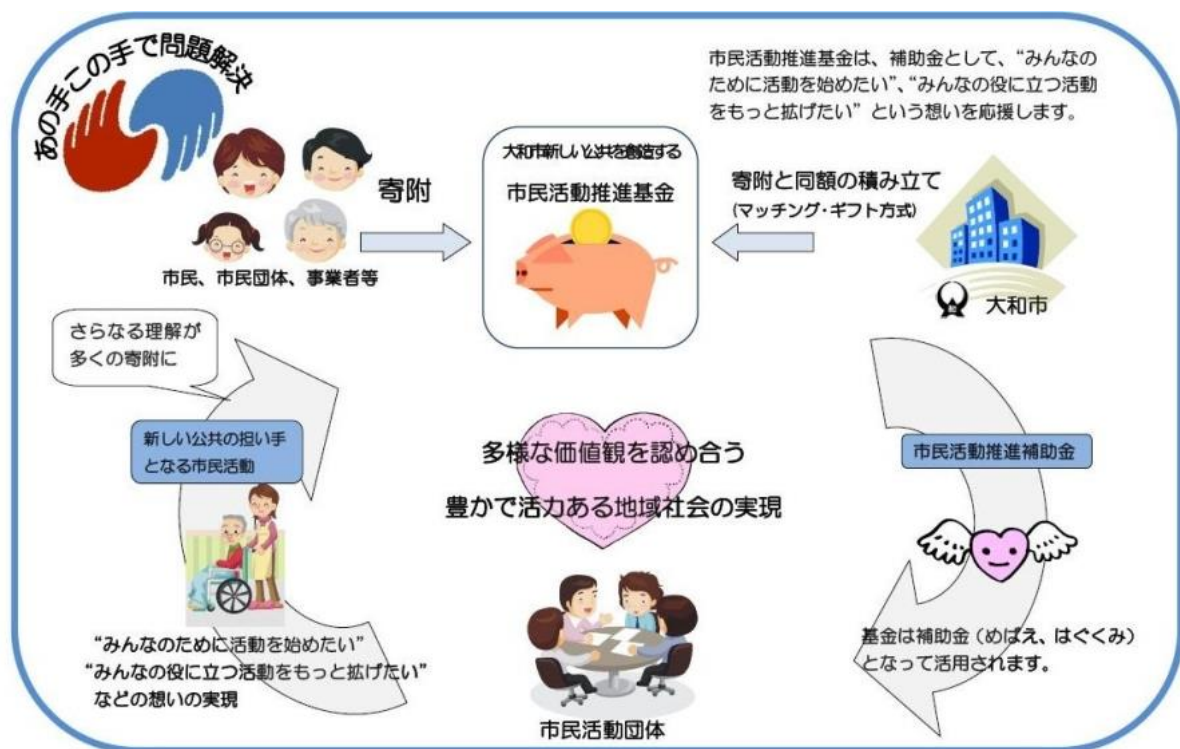 あの手この手で問題解決
市民活動推進基金は、補助金として、“みんなの
ために活動を始めたい”、“みんなの役に立つ活動
をもっと拡げたい” という想いを応援します。
大和市新しい公共を創造する
市民活動推進基金
寄附
寄附と同額の積み立て
(マッチング・ギフト方式)
市民、市民団体、事業者等
大和市
さらなる理解が
多くの寄附に
新しい公共の担い手
となる市民活動
多様な価値観を認め合う
豊かで活力ある地域社会の実現
市民活動推進補助金
“みんなのために活動を始めたい”
“みんなの役に立つ活動をもっと拡げたい”
などの想いの実現
基金は補助金（めばえ、はぐくみ）
となって活用されます。
市民活動団体